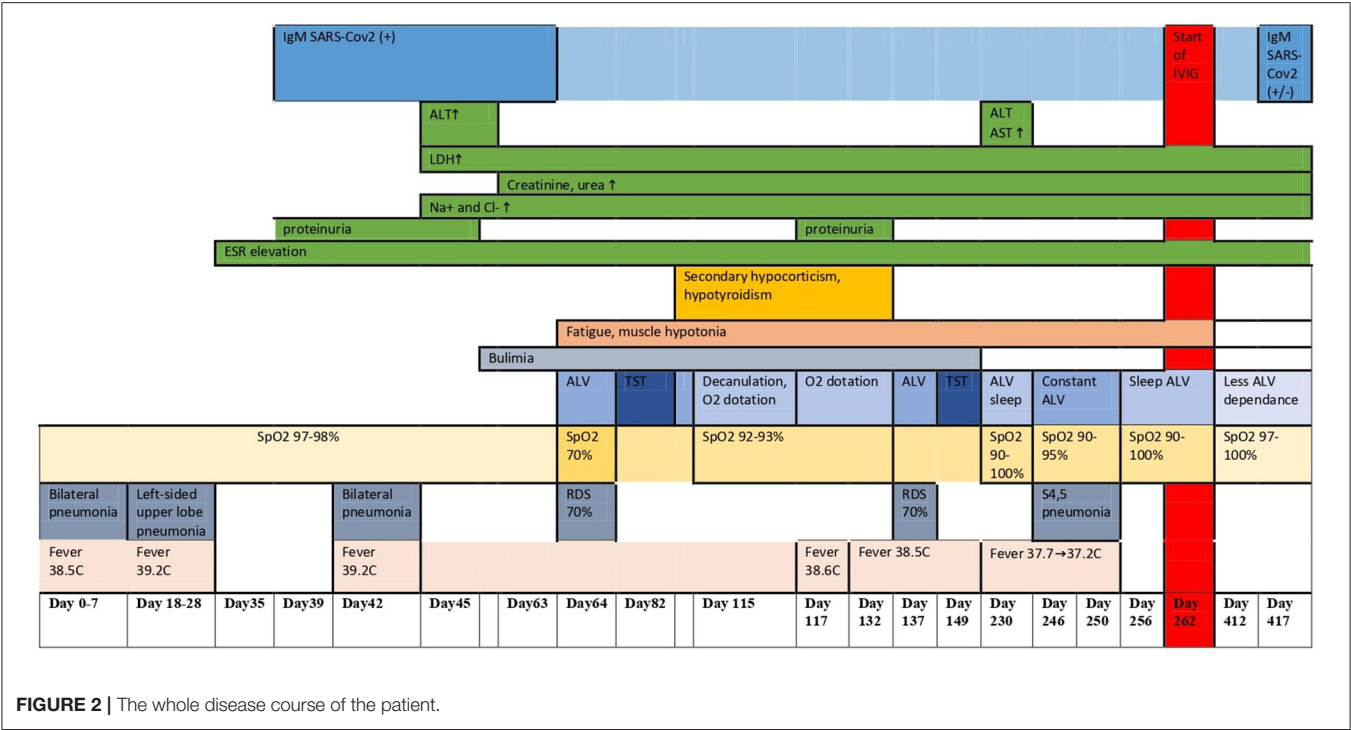 IgM SARS-Cov2 (+)
Start
of
IVIG
IgM
SARS-
Cov2
(+/-)
ALT↑
ALT
AST ↑
LDH↑
Creatinine, urea ↑
Na+ and Cl- ↑
proteinuria
proteinuria
ESR elevation
Secondary hypocorticism,
hypotyroidism
Fatigue, muscle hypotonia
Bulimia
ALV
TST
Decanulation,
O2 dotation
O2 dotation
ALV
TST
ALV
sleep
Constant
ALV
Sleep ALV
Less ALV
dependance
SpO2 97-98%
SpO2
70%
SpO2 92-93%
SpO2
90-
100%
SpO2 90-
95%
SpO2 90-
100%
SpO2 97-
100%
Bilateral
pneumonia
Left-sided
upper lobe
pneumonia
Bilateral
pneumonia
RDS
70%
RDS
70%
S4,5
pneumonia
Fever
38.5C
Fever
39.2C
Fever
39.2C
Fever
38.6C
Fever 38.5C
Fever 37.7→37.2C
Day 0-7
Day 18-28
Day35
Day39
Day42
Day45
Day63
Day64
Day82
Day 115
Day
117
Day
132
Day
137
Day
149
Day
230
Day
246
Day
250
Day
256
Day
262
Day
412
Day
417
FIGURE 2 | The whole disease course of the patient.